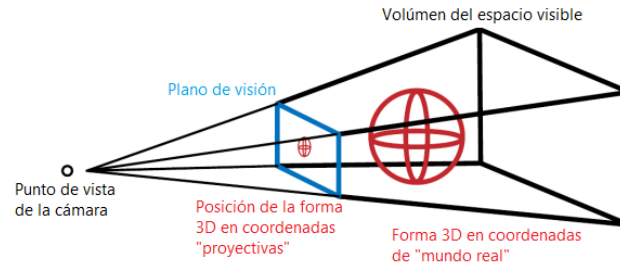 Volúmen del espacio visible
Plano de visión
Punto de vista
de la cámara
Posición de la forma
3D en coordenadas
"proyectivas"
Forma 3D en coordenadas
de "mundo real"